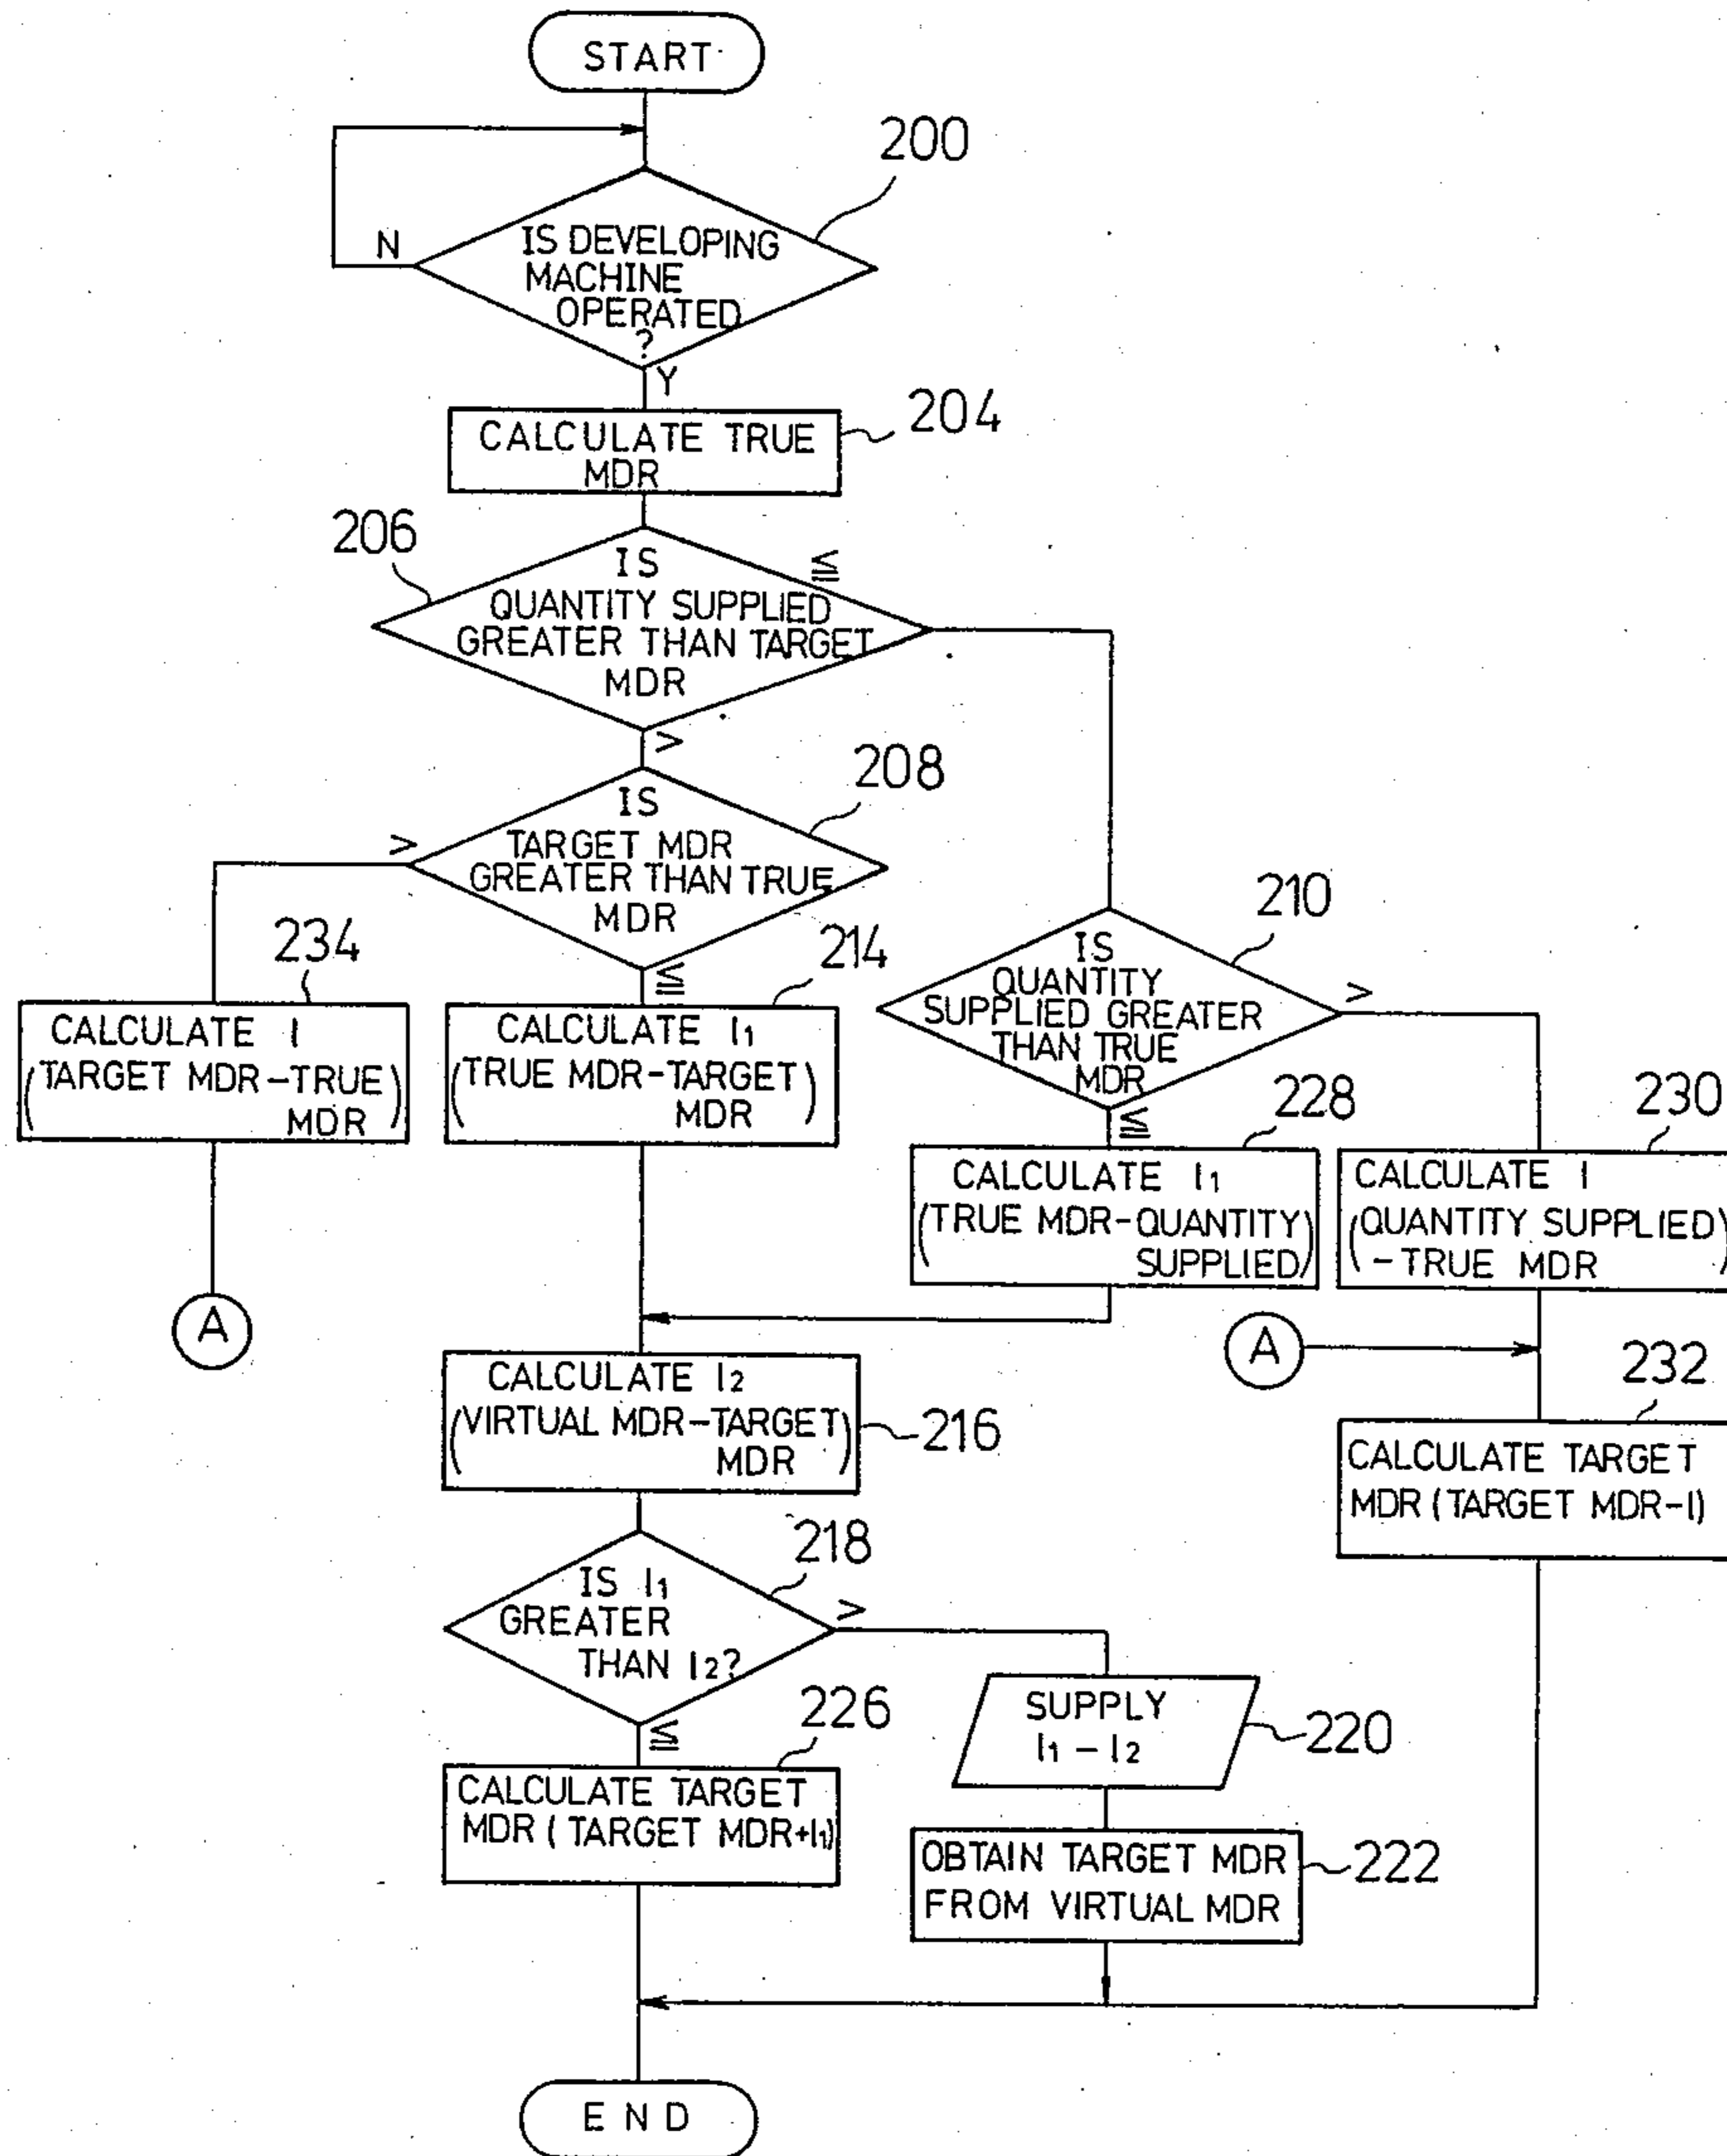 START
200
N
IS DEVELOPING
MACHINE
OPERATED
?
Y
204
CALCULATE TRUE
MDR
206
IS
≦
QUANTITY SUPPLIED
GREATER THAN TARGET
MDR
>
208
IS
TARGET MDR
GREATER THAN TRUE
MDR
>
≦
210
IS
QUANTITY
SUPPLIED GREATER
THAN TRUE
MDR
>
≦
234
CALCULATE I
(TARGET MDR-TRUE
MDR)
214
CALCULATE I₁
(TRUE MDR-TARGET
MDR)
228
CALCULATE I₁
(TRUE MDR-QUANTITY
SUPPLIED)
230
CALCULATE I
(QUANTITY SUPPLIED
-TRUE MDR)
A
A
232
CALCULATE TARGET
MDR (TARGET MDR-I)
CALCULATE I₂
(VIRTUAL MDR-TARGET
MDR)
216
218
IS I₁
GREATER
THAN I₂?
>
≦
SUPPLY
I₁ - I₂
220
226
CALCULATE TARGET
MDR (TARGET MDR+I₁)
OBTAIN TARGET MDR
FROM VIRTUAL MDR
222
END